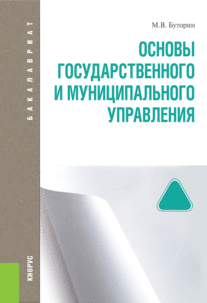 М.В. Буторин
ОСНОВЫ
ГОСУДАРСТВЕННОГО
И МУНИЦИПАЛЬНОГО
УПРАВЛЕНИЯ
БАКАЛАВРИАТ
КНОРУС